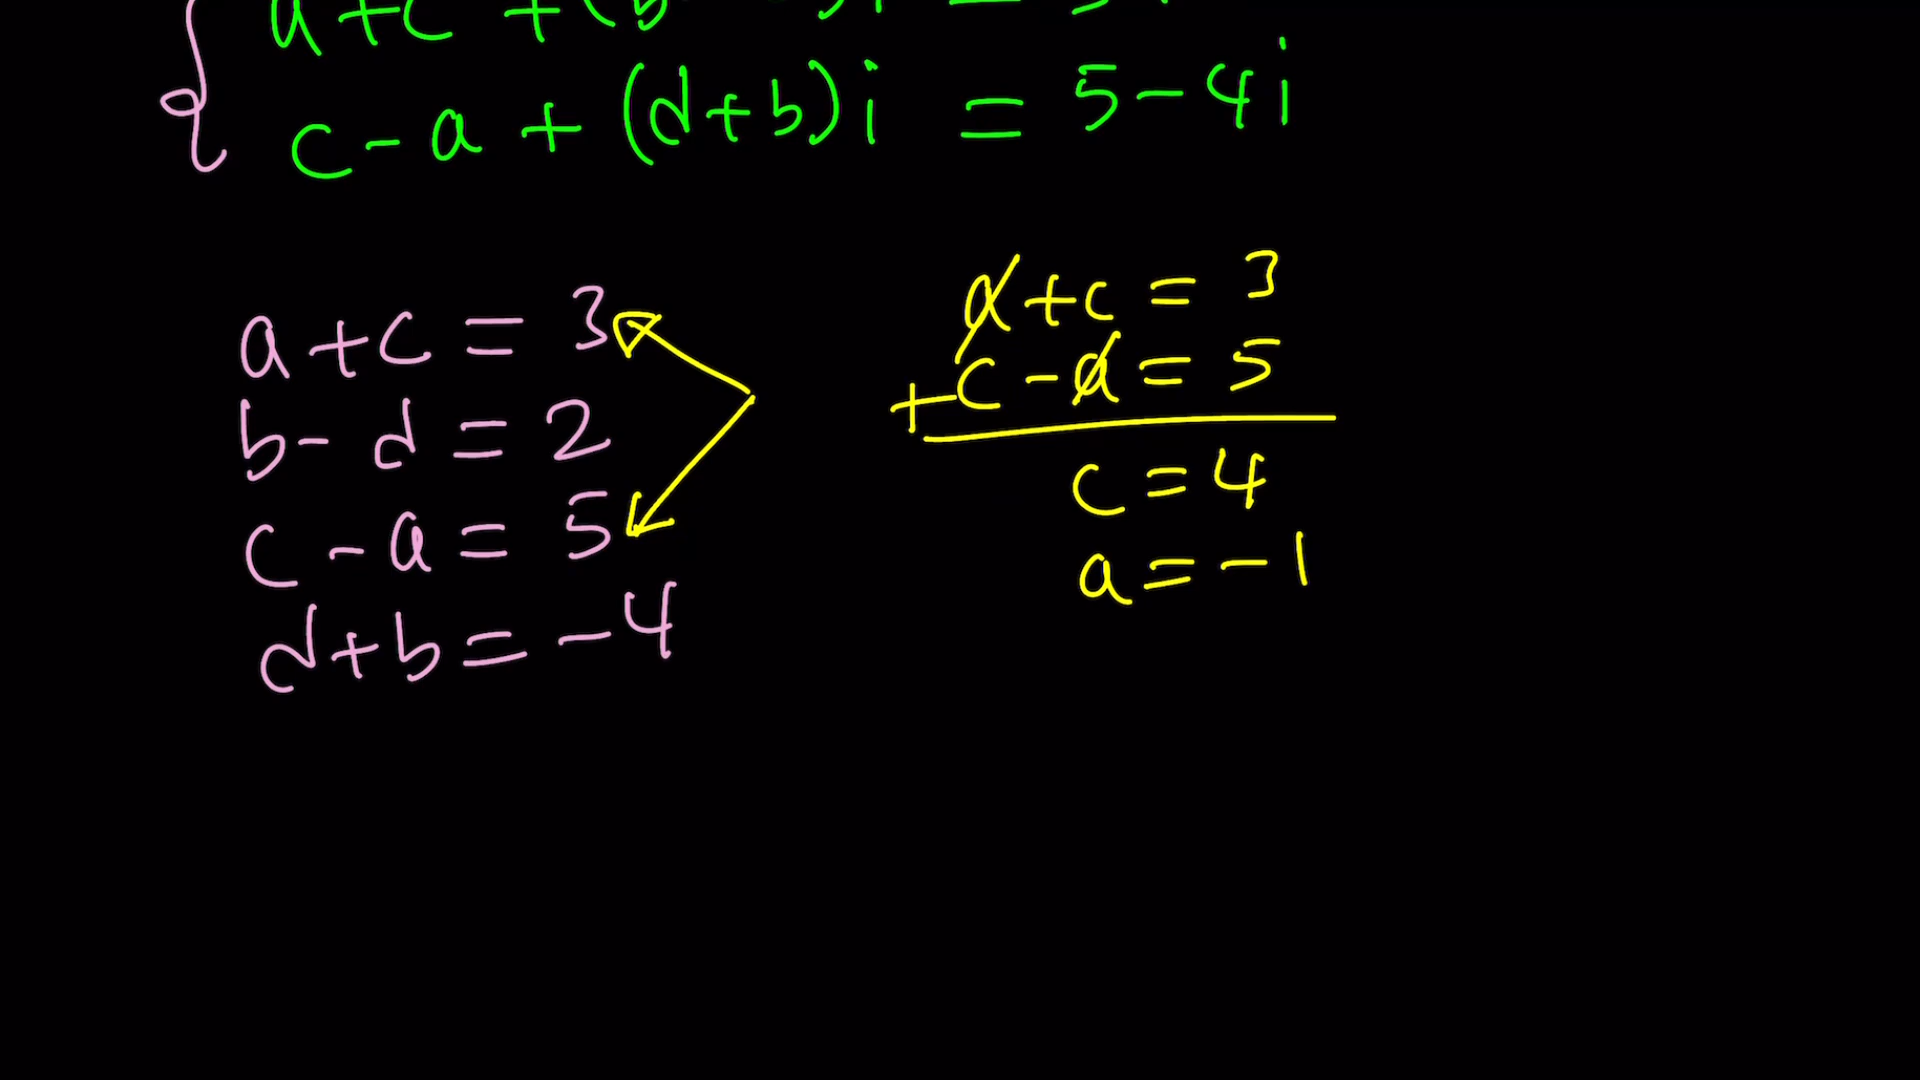 a+c + (b
c-a + (d+b)i = 5-4i
a+c = 3
b-d = 2
c-a = 5
d+b = -4
a+c = 3
+ c-a = 5
c = 4
a = -1